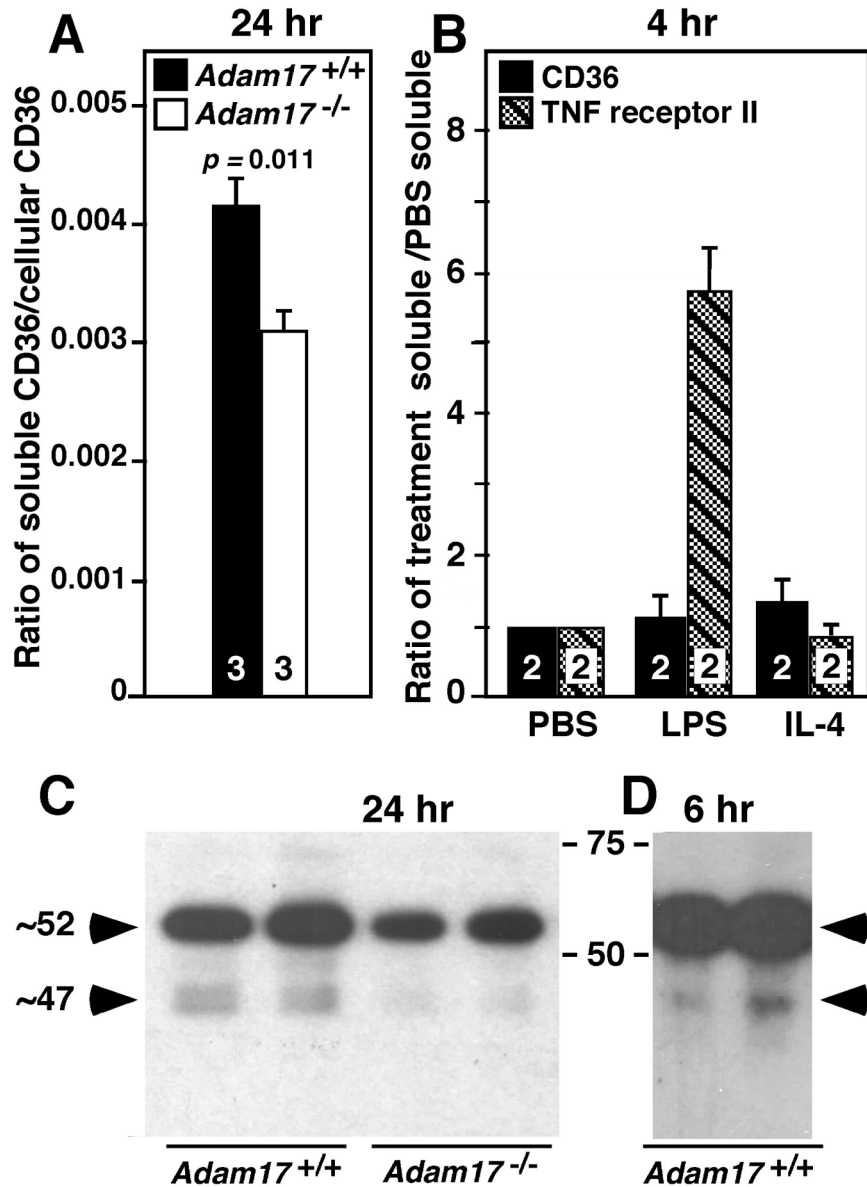 A
24 hr
Ratio of soluble CD36/cellular CD36
0.005
0.004
0.003
0.002
0.001
0
Adam17 +/+
Adam17 -/-
p = 0.011
3
3
B
4 hr
Ratio of treatment soluble /PBS soluble
8
6
4
2
0
CD36
TNF receptor II
2
2
2
2
2
2
PBS
LPS
IL-4
C
24 hr
~52
~47
- 75 -
- 50 -
Adam17 +/+
Adam17 -/-
D
6 hr
Adam17 +/+